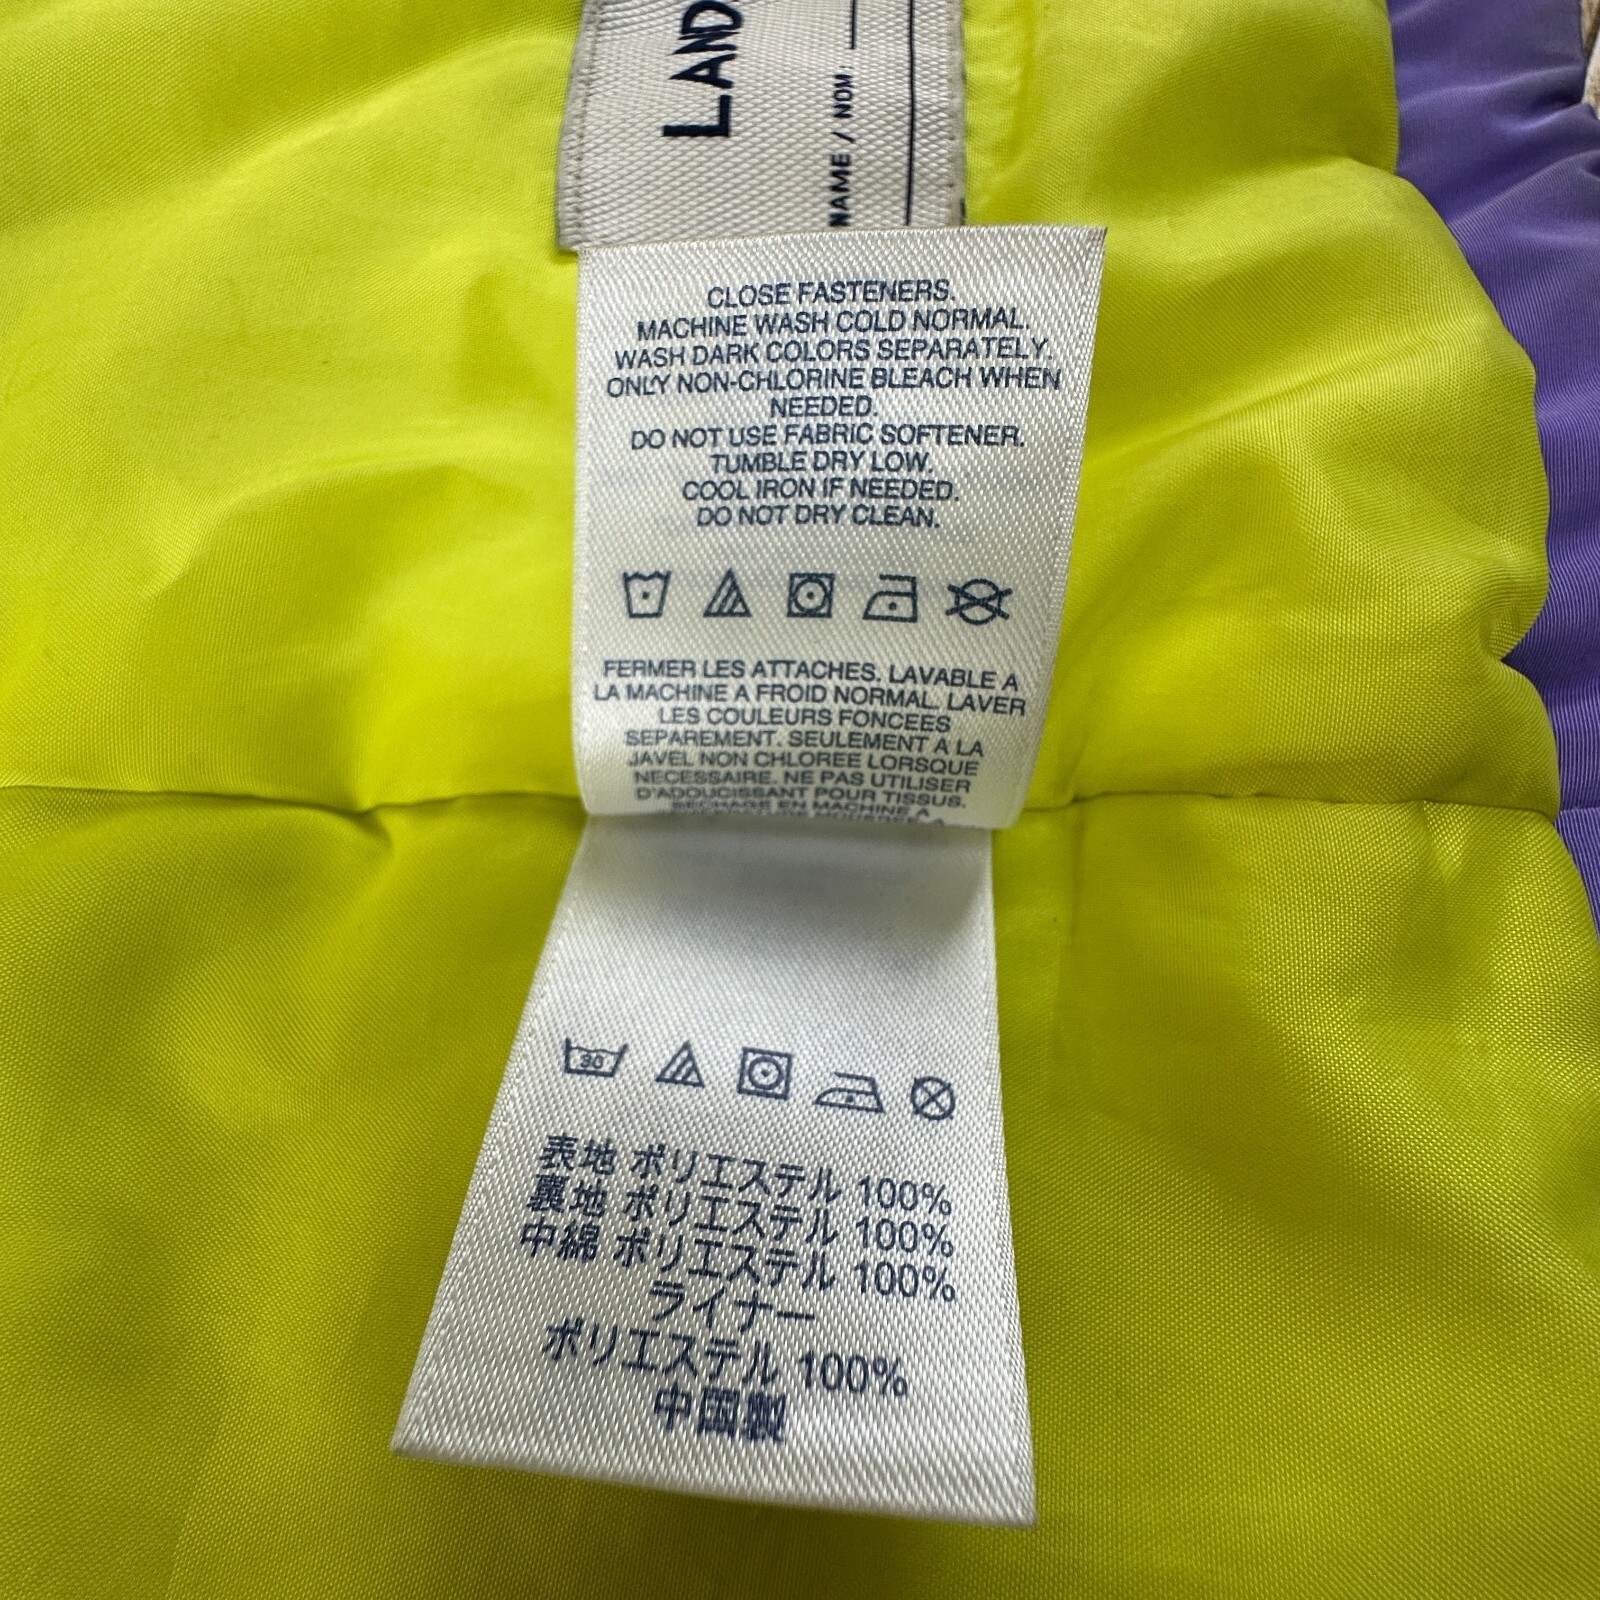 LAND
NAME / NOM:
CLOSE FASTENERS.
MACHINE WASH COLD NORMAL.
WASH DARK COLORS SEPARATELY.
ONLY NON-CHLORINE BLEACH WHEN
NEEDED.
DO NOT USE FABRIC SOFTENER.
TUMBLE DRY LOW.
COOL IRON IF NEEDED.
DO NOT DRY CLEAN.
FERMER LES ATTACHES. LAVABLE A
LA MACHINE A FROID NORMAL. LAVER
LES COULEURS FONCEES
SEPAREMENT. SEULEMENT A LA
JAVEL NON CHLOREE LORSQUE
NECESSAIRE. NE PAS UTILISER
D'ADOUCISSANT POUR TISSUS.
SECHAGE EN MACHINE A
30
表地 ポリエステル 100%
裏地 ポリエステル 100%
中綿 ポリエステル 100%
ライナー
ポリエステル 100%
中国製